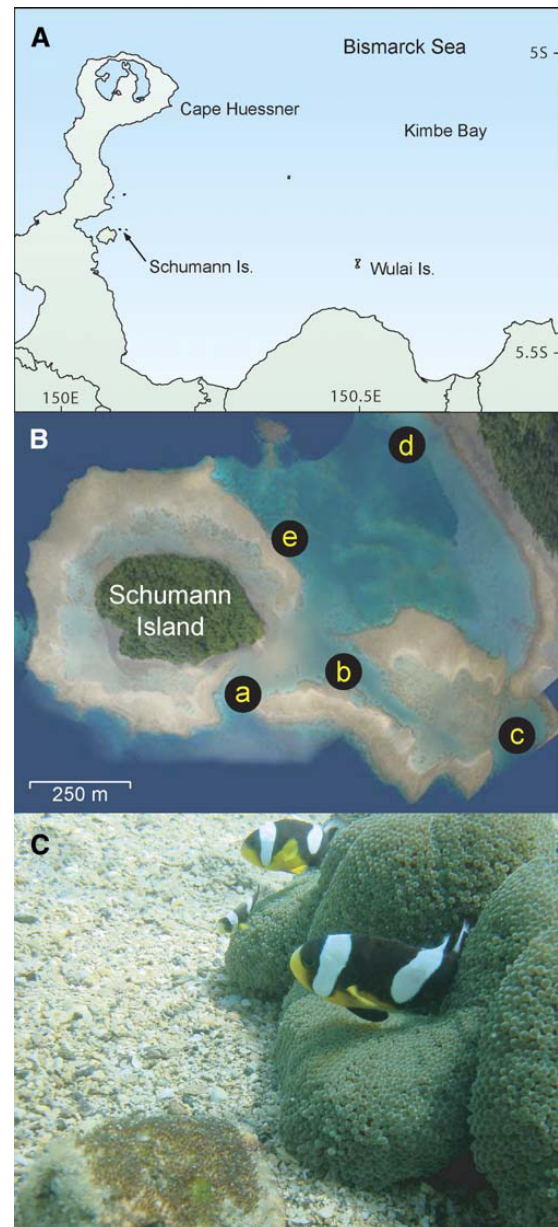 A
Bismarck Sea
5S
Cape Huessner
Kimbe Bay
Schumann Is.
Wulai Is.
5.5S
150E
150.5E
B
d
e
Schumann
Island
b
a
c
250 m
C